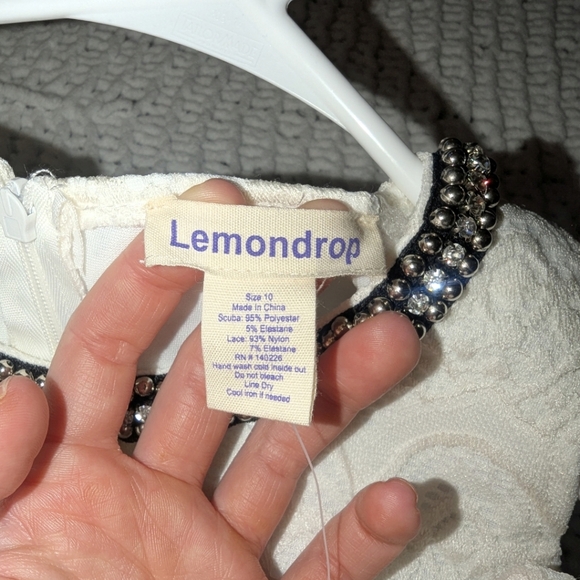 Lemondrop
Size 10
Made in China
Scuba: 95% Polyester
5% Elastane
Lace: 93% Nylon
7% Elastane
RN # 140226
Hand wash cold inside out
Do not bleach
Line Dry
Cool iron if needed